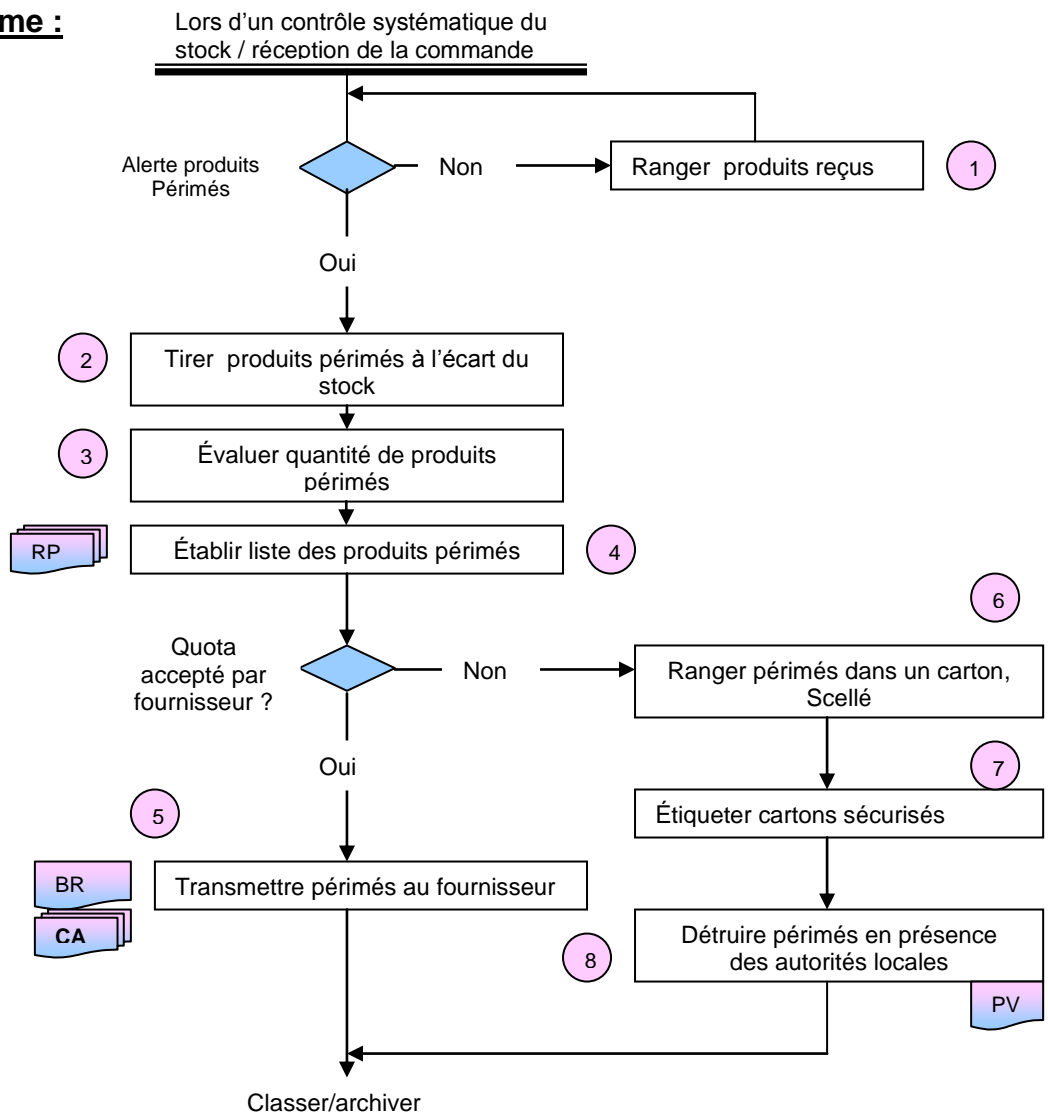 me :
Lors d'un contrôle systématique du
stock / réception de la commande
Alerte produits
Périmés
Non
Ranger produits reçus
1
Oui
2
Tirer produits périmés à l'écart du
stock
3
Évaluer quantité de produits
périmés
RP
Établir liste des produits périmés
4
6
Quota
accepté par
fournisseur ?
Non
Ranger périmés dans un carton,
Scellé
Oui
7
5
Étiqueter cartons sécurisés
BR
CA
Transmettre périmés au fournisseur
8
Détruire périmés en présence
des autorités locales
PV
Classer/archiver